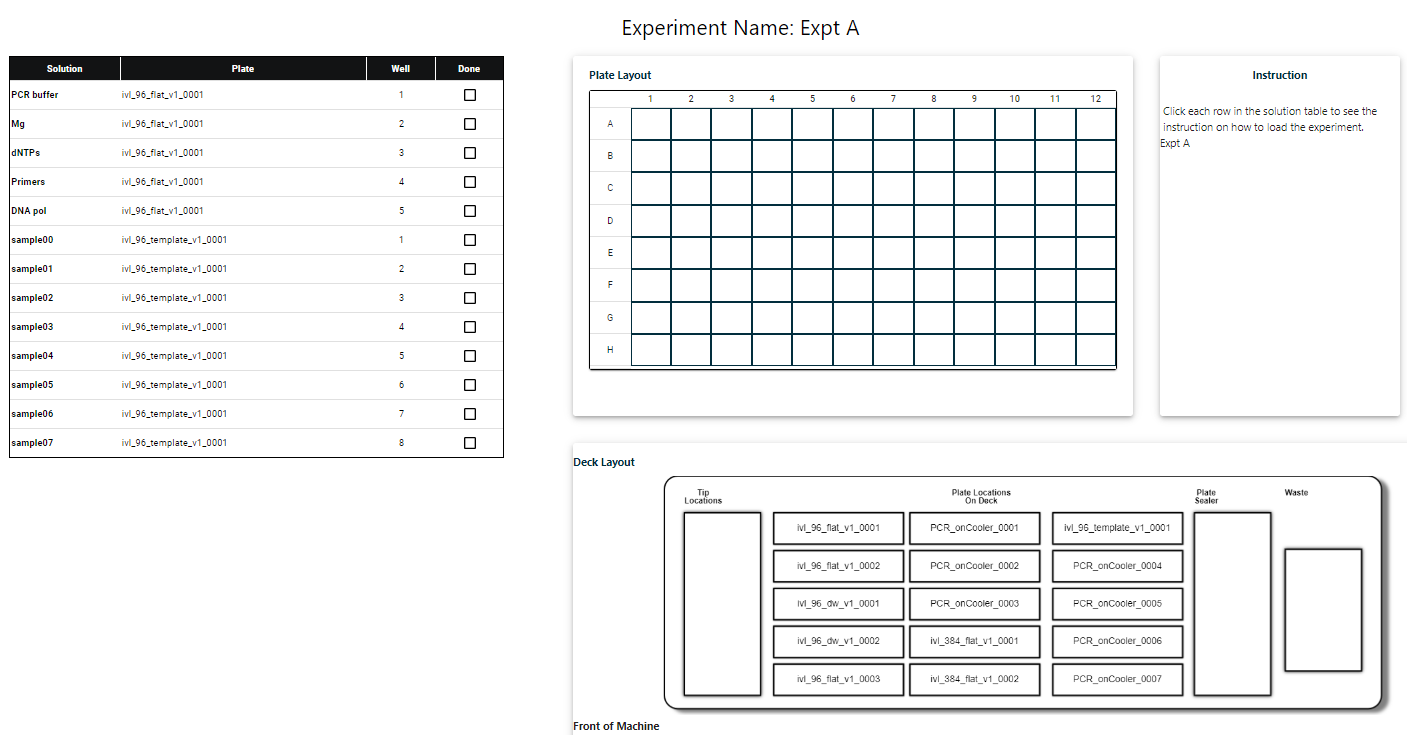 Experiment Name: Expt A
Solution Plate Well Done
PCR buffer ivl_96_flat_v1_0001 1
Mg ivl_96_flat_v1_0001 2
dNTPs ivl_96_flat_v1_0001 3
Primers ivl_96_flat_v1_0001 4
DNA pol ivl_96_flat_v1_0001 5
sample00 ivl_96_template_v1_0001 1
sample01 ivl_96_template_v1_0001 2
sample02 ivl_96_template_v1_0001 3
sample03 ivl_96_template_v1_0001 4
sample04 ivl_96_template_v1_0001 5
sample05 ivl_96_template_v1_0001 6
sample06 ivl_96_template_v1_0001 7
sample07 ivl_96_template_v1_0001 8
Plate Layout
1 2 3 4 5 6 7 8 9 10 11 12
A
B
C
D
E
F
G
H
Instruction
Click each row in the solution table to see the
instruction on how to load the experiment.
Expt A
Deck Layout
Tip
Locations
Plate Locations
On Deck
Plate
Sealer
Waste
ivl_96_flat_v1_0001 PCR_onCooler_0001 ivl_96_template_v1_0001
ivl_96_flat_v1_0002 PCR_onCooler_0002 PCR_onCooler_0004
ivl_96_dw_v1_0001 PCR_onCooler_0003 PCR_onCooler_0005
ivl_96_dw_v1_0002 ivl_384_flat_v1_0001 PCR_onCooler_0006
ivl_96_flat_v1_0003 ivl_384_flat_v1_0002 PCR_onCooler_0007
Front of Machine